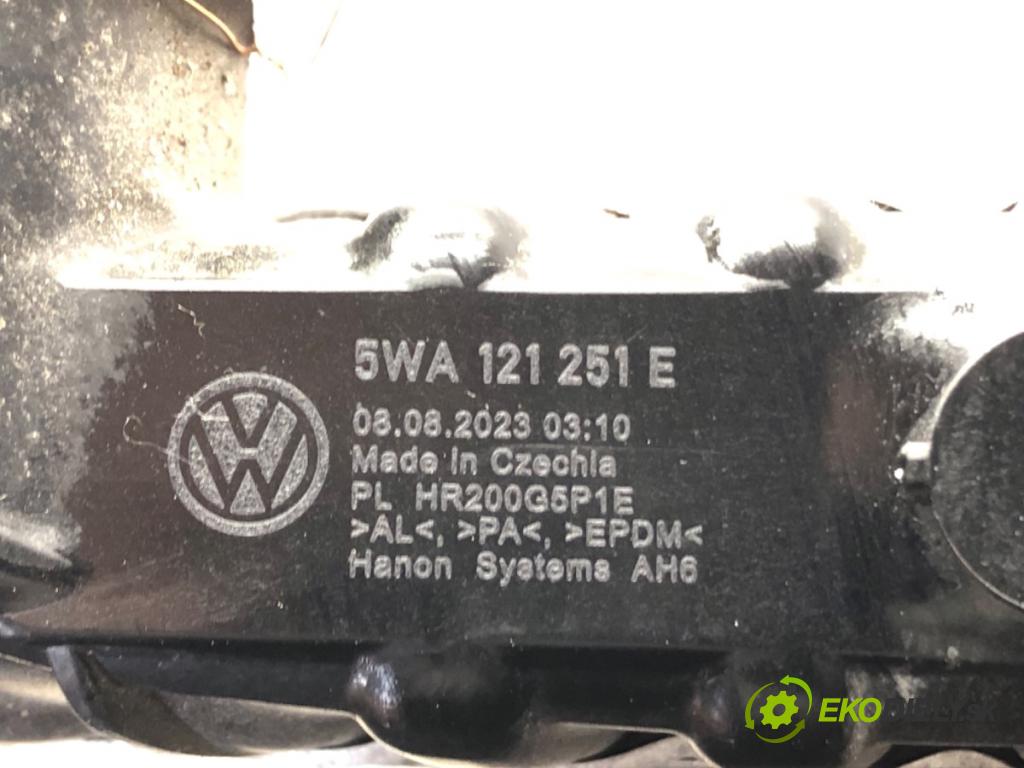 5WA 121 251 E
08.08.2023 03:10
Made in Czechia
PL HR200G5P1E
>AL<, >PA<, >EPDM<
Hanon Systems AH6
EKO